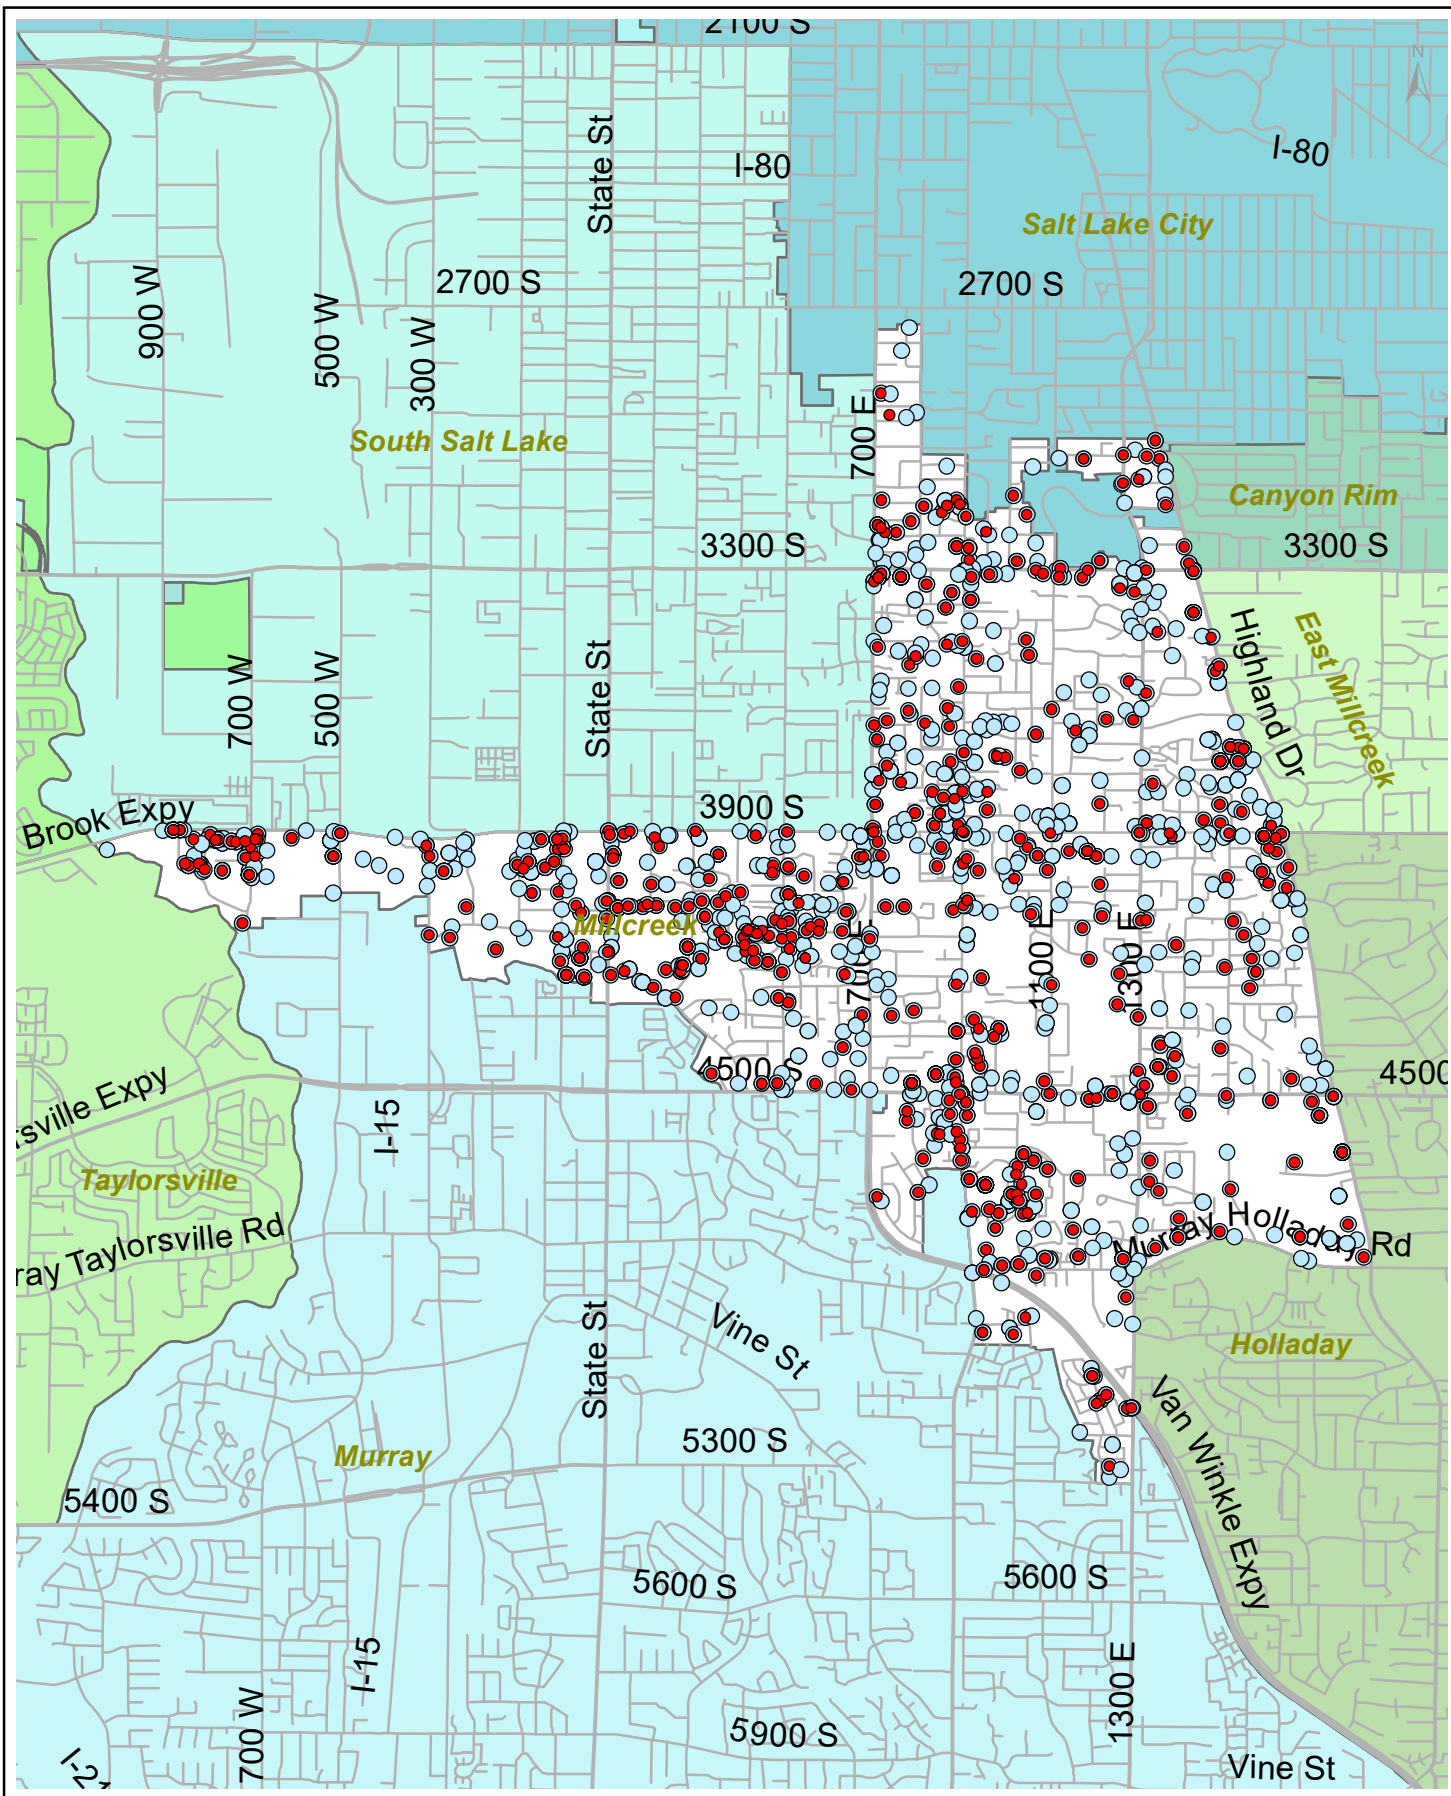 2100 S
N
I-80
I-80
State St
Salt Lake City
2700 S
2700 S
900 W
500 W
300 W
700 E
South Salt Lake
Canyon Rim
3300 S
3300 S
Highland Dr
East Millcreek
State St
700 W
500 W
3900 S
Brook Expy
Millcreek
700 E
1100 E
1300 E
4500 S
4500
rsville Expy
I-15
Taylorsville
Murray Holladay Rd
ray Taylorsville Rd
Vine St
State St
Holladay
Van Winkle Expy
5300 S
Murray
5400 S
5600 S
5600 S
I-15
1300 E
700 W
5900 S
I-21
Vine St